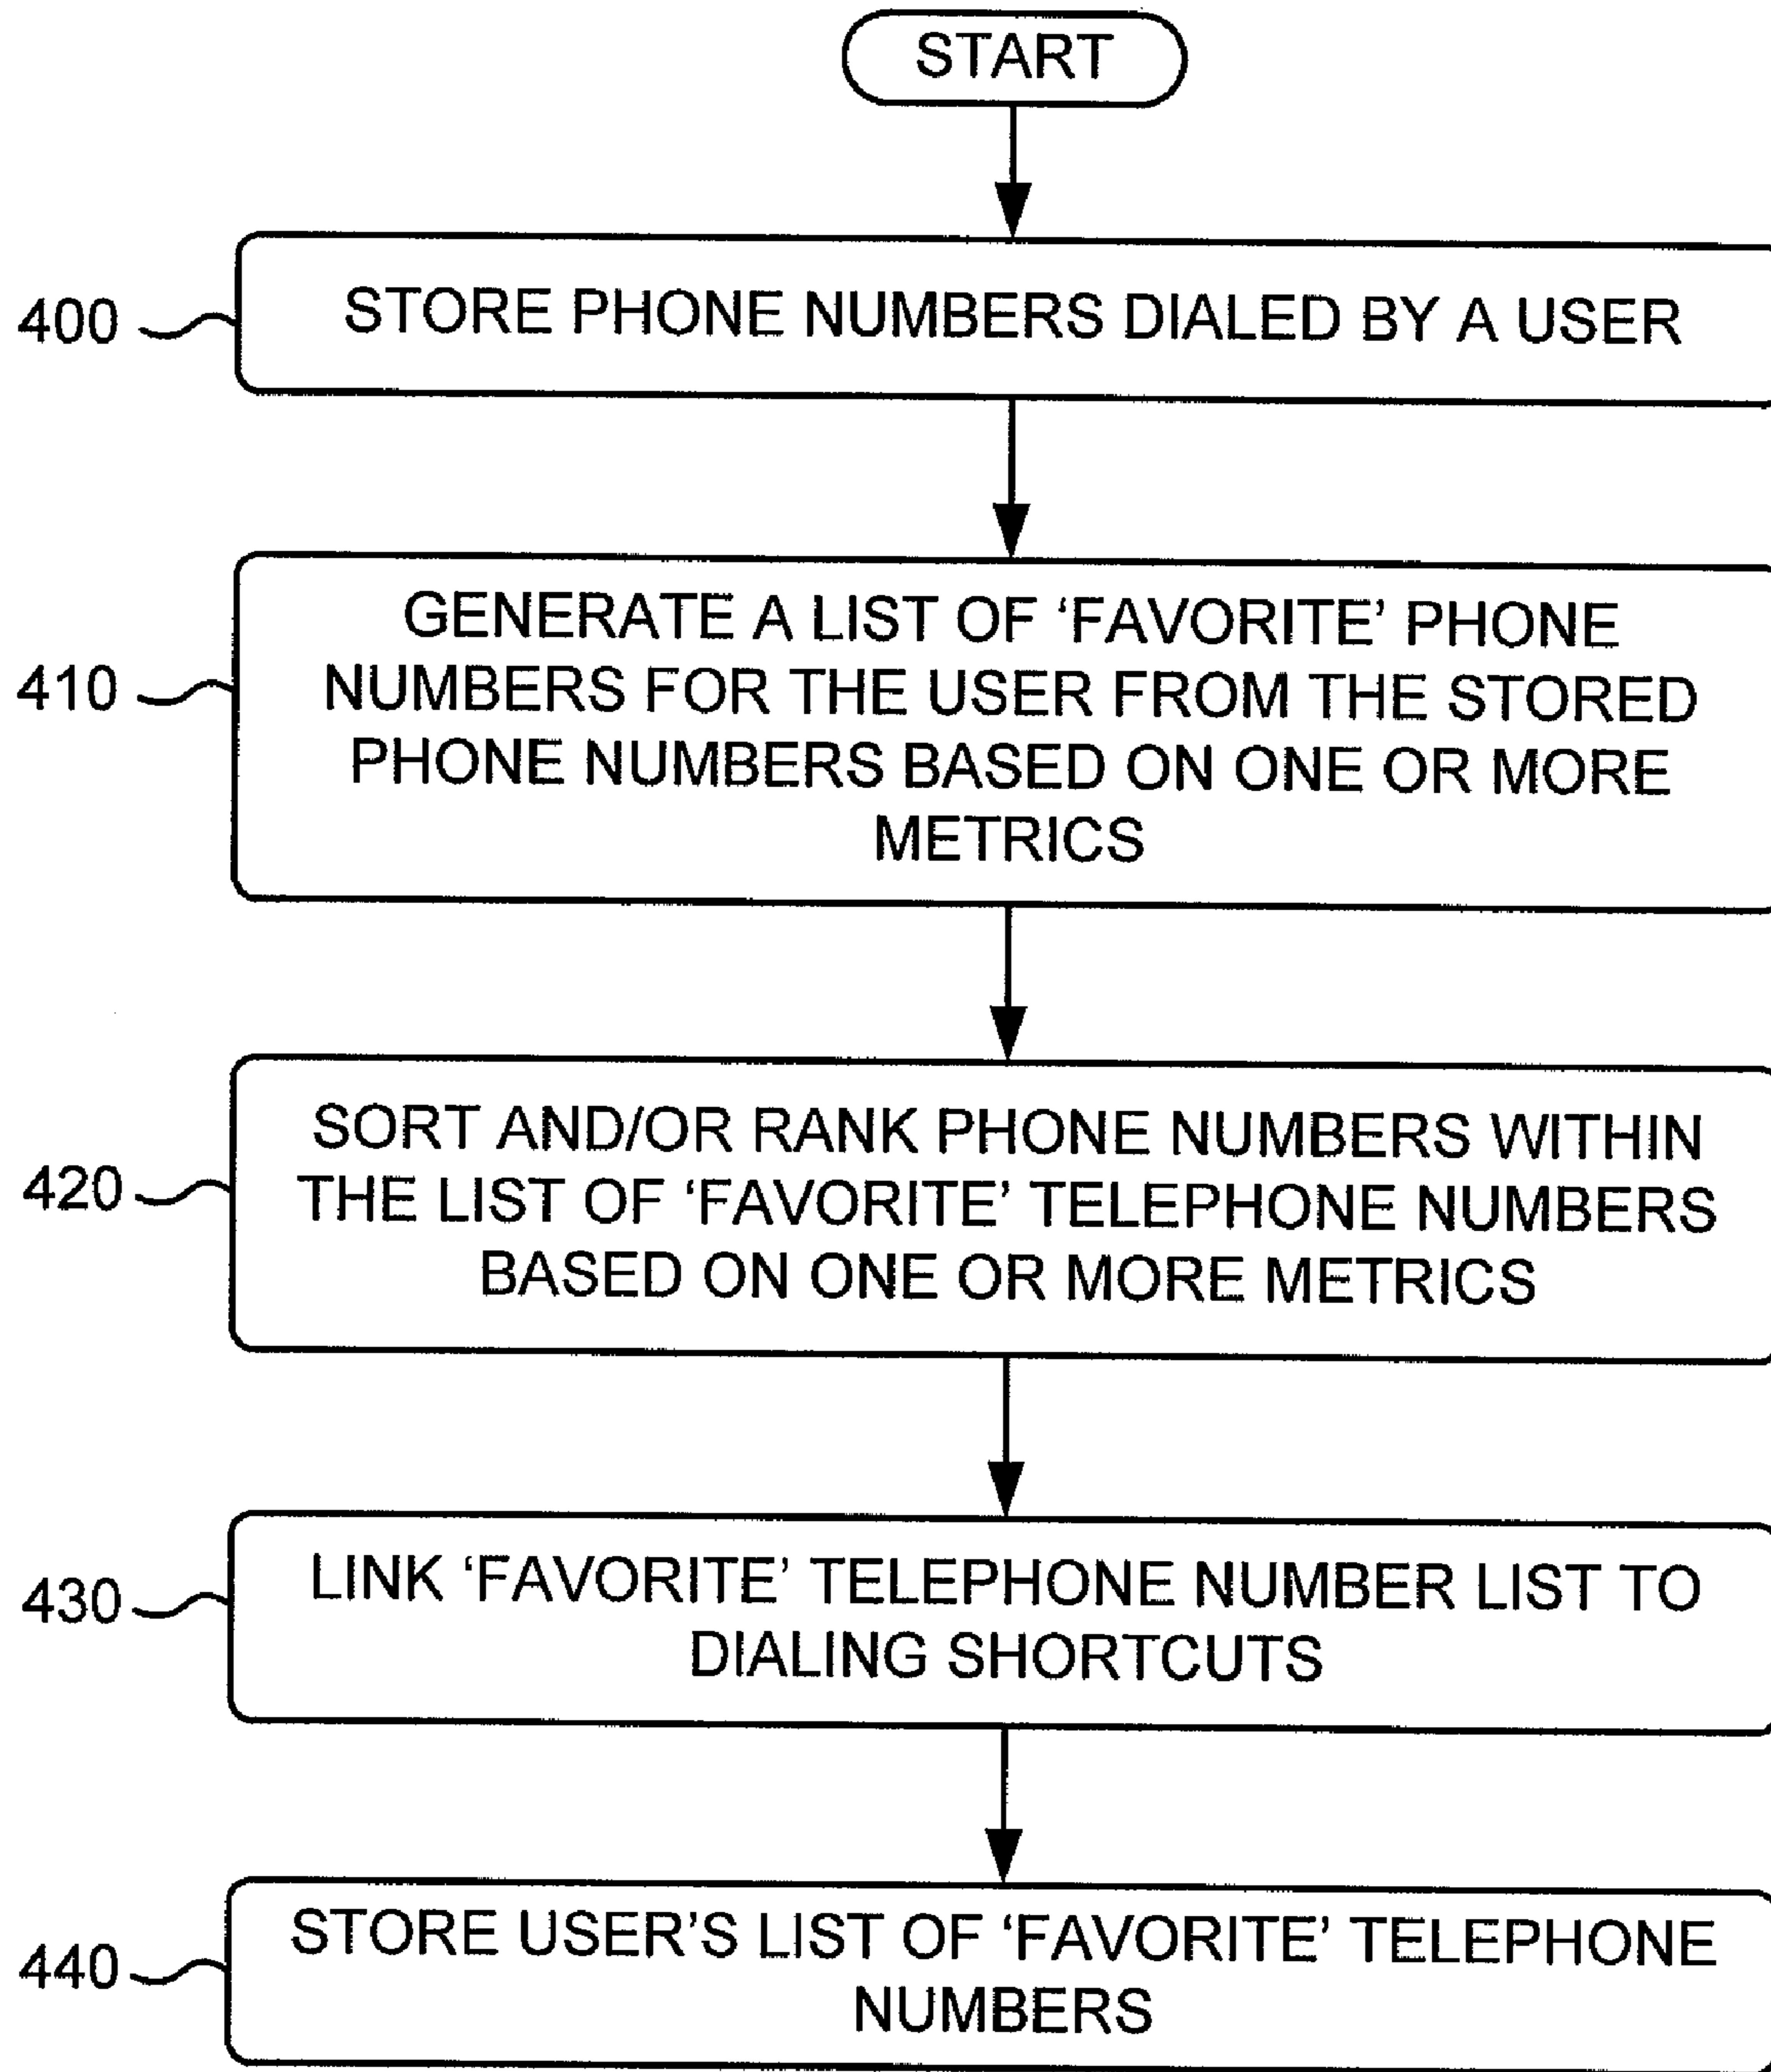 START
400
STORE PHONE NUMBERS DIALED BY A USER
410
GENERATE A LIST OF ‘FAVORITE’ PHONE
NUMBERS FOR THE USER FROM THE STORED
PHONE NUMBERS BASED ON ONE OR MORE
METRICS
420
SORT AND/OR RANK PHONE NUMBERS WITHIN
THE LIST OF ‘FAVORITE’ TELEPHONE NUMBERS
BASED ON ONE OR MORE METRICS
430
LINK ‘FAVORITE’ TELEPHONE NUMBER LIST TO
DIALING SHORTCUTS
440
STORE USER’S LIST OF ‘FAVORITE’ TELEPHONE
NUMBERS